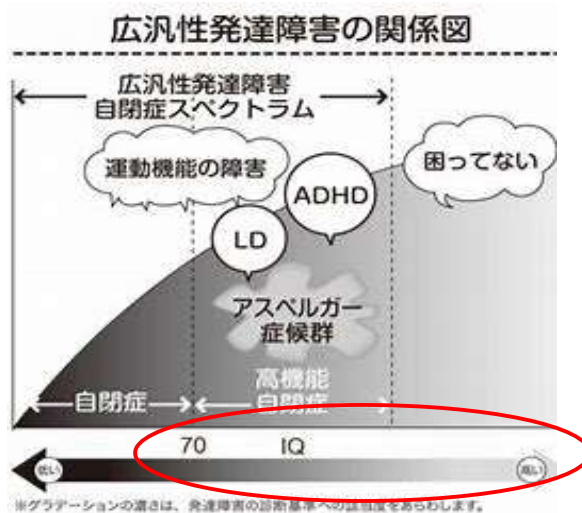 広汎性発達障害の関係図
広汎性発達障害
自閉症スペクトラム
運動機能の障害
困ってない
ADHD
LD
アスペルガー
症候群
自閉症
高機能
自閉症
70
IQ
低い
高い
※グラデーションの濃さは、発達障害の診断基準への該当度をあらわします。